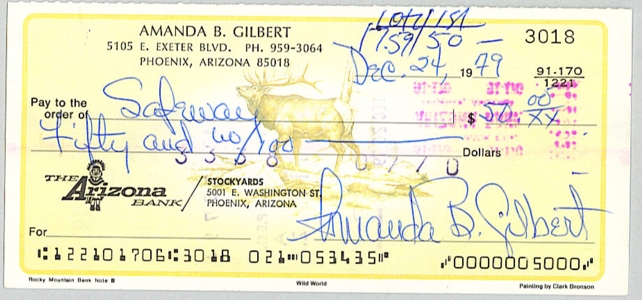 AMANDA B. GILBERT
5105 E. EXETER BLVD. PH. 959-3064
PHOENIX, ARIZONA 85018
1759/50 —
3018
Dec. 24, 1979
91-170
1221
Pay to the
order of Safeway $ 50. 00/XX
Fifty and no/100 Dollars
THE Arizona BANK
STOCKYARDS
5001 E. WASHINGTON ST.
PHOENIX, ARIZONA
For
Amanda B. Gilbert
⑆122101706⑆3018 021⑉053435⑈ ⑈0000005000⑈
Rocky Mountain Bank Note B
Wild World
Painting by Clark Bronson